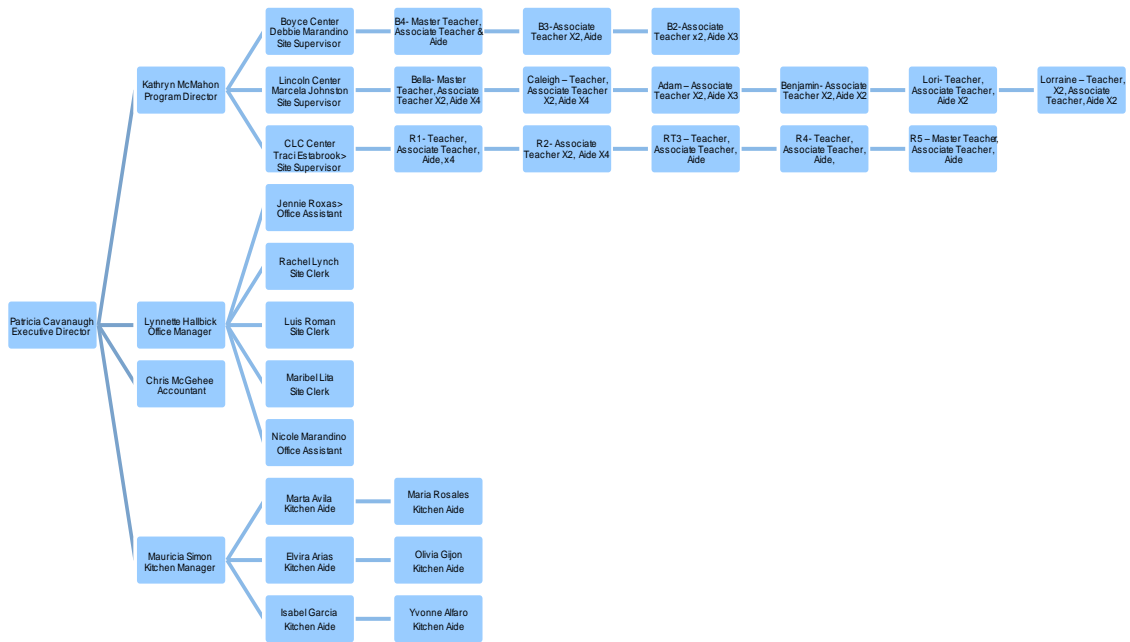 Boyce Center
Debbie Marandino
Site Supervisor
B4- Master Teacher,
Associate Teacher &
Aide
B3-Associate
Teacher X2, Aide
B2-Associate
Teacher x2, Aide X3
Kathryn McMahon
Program Director
Lincoln Center
Marcela Johnston
Site Supervisor
Bella- Master
Teacher, Associate
Teacher X2, Aide X4
Caleigh – Teacher,
Associate Teacher
X2, Aide X4
Adam – Associate
Teacher X2, Aide X3
Benjamin- Associate
Teacher X2, Aide X2
Lori- Teacher,
Associate Teacher,
Aide X2
Lorraine – Teacher,
X2, Associate
Teacher, Aide X2
CLC Center
Traci Estabrook>
Site Supervisor
R1- Teacher,
Associate Teacher,
Aide, x4
R2- Associate
Teacher X2, Aide X4
RT3 – Teacher,
Associate Teacher,
Aide
R4- Teacher,
Associate Teacher,
Aide,
R5 – Master Teacher,
Associate Teacher,
Aide
Jennie Roxas>
Office Assistant
Rachel Lynch
Site Clerk
Patricia Cavanaugh
Executive Director
Lynnette Hallbick
Office Manager
Luis Roman
Site Clerk
Chris McGehee
Accountant
Maribel Lita
Site Clerk
Nicole Marandino
Office Assistant
Marta Avila
Kitchen Aide
Maria Rosales
Kitchen Aide
Mauricia Simon
Kitchen Manager
Elvira Arias
Kitchen Aide
Olivia Gijon
Kitchen Aide
Isabel Garcia
Kitchen Aide
Yvonne Alfaro
Kitchen Aide